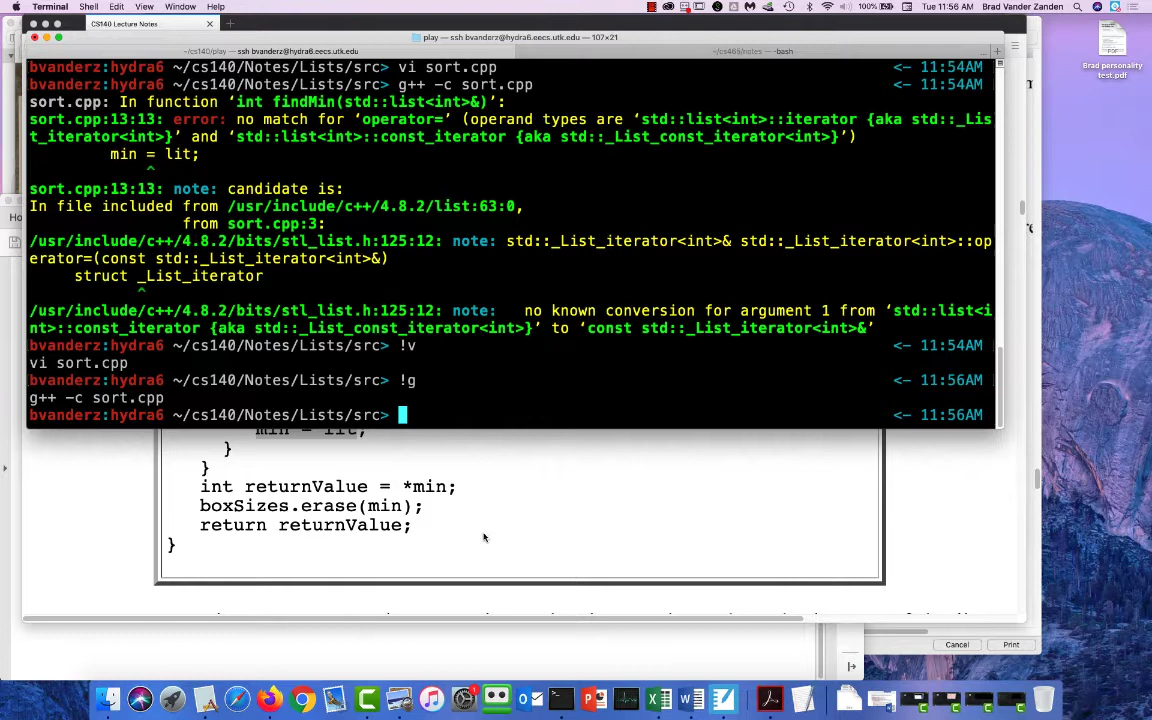 Terminal Shell Edit View Window Help 100% Tue 11:56 AM Brad Vander Zanden
CS140 Lecture Notes
play — ssh bvanderz@hydra6.eecs.utk.edu — 107×21
~/cs140/play — ssh bvanderz@hydra6.eecs.utk.edu ~/cs466/notes — -bash
bvanderz:hydra6 ~/cs140/Notes/Lists/src> vi sort.cpp <- 11:54AM
bvanderz:hydra6 ~/cs140/Notes/Lists/src> g++ -c sort.cpp <- 11:54AM
sort.cpp: In function ‘int findMin(std::list<int>&)’:
sort.cpp:13:13: error: no match for ‘operator=’ (operand types are ‘std::list<int>::iterator {aka std::_Lis
t_iterator<int>}’ and ‘std::list<int>::const_iterator {aka std::_List_const_iterator<int>}’)
min = lit;
^
sort.cpp:13:13: note: candidate is:
In file included from /usr/include/c++/4.8.2/list:63:0,
from sort.cpp:3:
/usr/include/c++/4.8.2/bits/stl_list.h:125:12: note: std::_List_iterator<int>& std::_List_iterator<int>::op
erator=(const std::_List_iterator<int>&)
struct _List_iterator
^
/usr/include/c++/4.8.2/bits/stl_list.h:125:12: note:   no known conversion for argument 1 from ‘std::list<i
nt>::const_iterator {aka std::_List_const_iterator<int>}’ to ‘const std::_List_iterator<int>&’
bvanderz:hydra6 ~/cs140/Notes/Lists/src> !v <- 11:54AM
vi sort.cpp
bvanderz:hydra6 ~/cs140/Notes/Lists/src> !g <- 11:56AM
g++ -c sort.cpp
bvanderz:hydra6 ~/cs140/Notes/Lists/src> <- 11:56AM
min = lit;
}
}
int returnValue = *min;
boxSizes.erase(min);
return returnValue;
}
Cancel Print
Brad personality
test.pdf
Ho